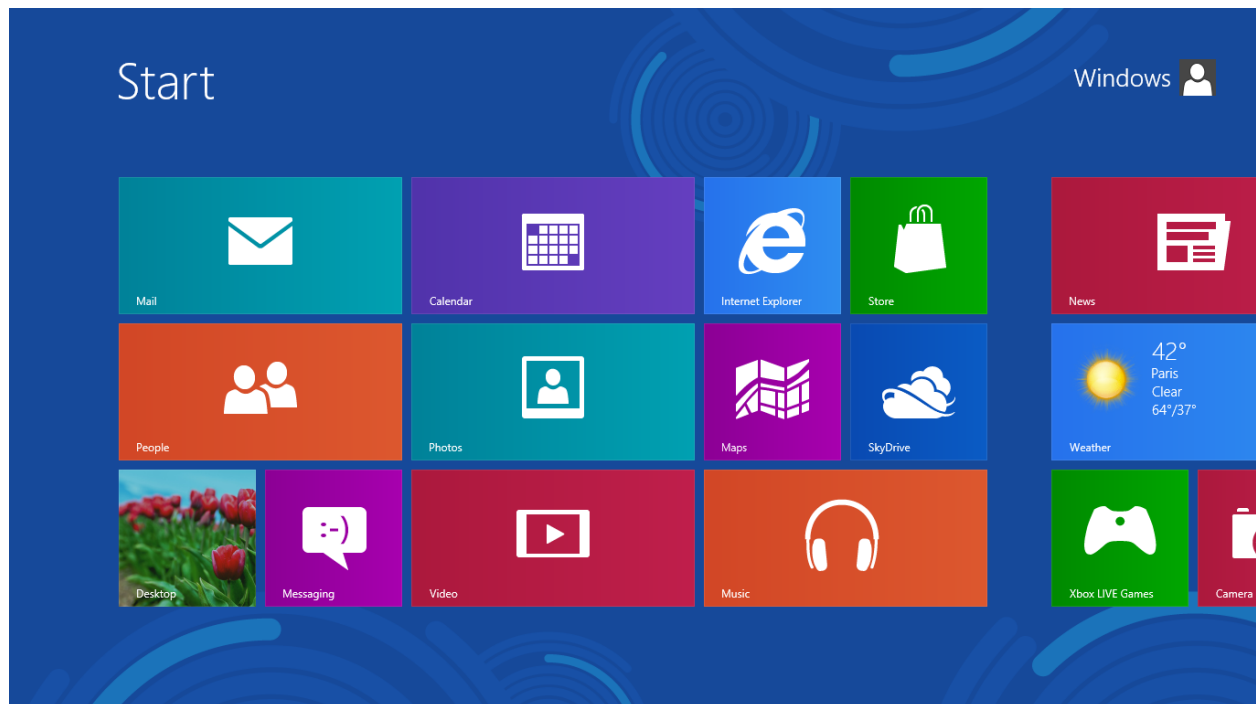 Start
Windows
Mail
Calendar
Internet Explorer
Store
News
People
Photos
Maps
SkyDrive
42°
Paris
Clear
64°/37°
Weather
Desktop
:-)
Messaging
Video
Music
Xbox LIVE Games
Camera